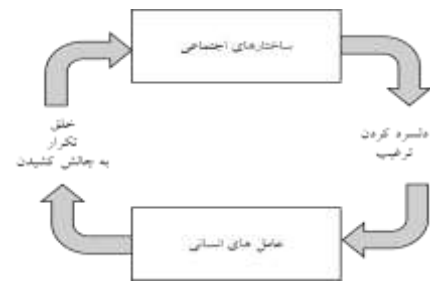 ساختارهای اجتماعی
دلسرد کردن
ترغیب
خلق
تکرار
به چالش کشیدن
عامل های انسانی